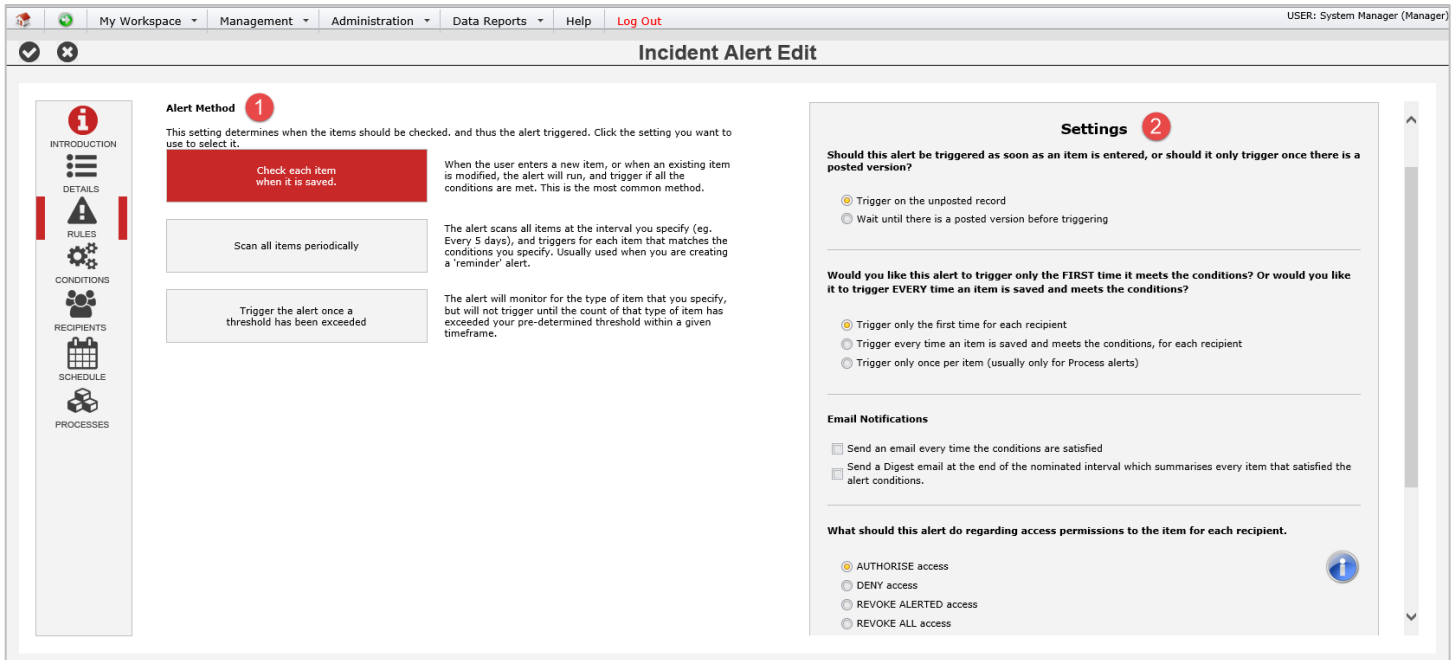 My Workspace Management Administration Data Reports Help Log Out
USER: System Manager (Manager)
Incident Alert Edit
INTRODUCTION
DETAILS
RULES
CONDITIONS
RECIPIENTS
SCHEDULE
PROCESSES
Alert Method 1
This setting determines when the items should be checked. and thus the alert triggered. Click the setting you want to
use to select it.
Check each item
when it is saved.
When the user enters a new item, or when an existing item
is modified, the alert will run, and trigger if all the
conditions are met. This is the most common method.
Scan all items periodically
The alert scans all items at the interval you specify (eg.
Every 5 days), and triggers for each item that matches the
conditions you specify. Usually used when you are creating
a 'reminder' alert.
Trigger the alert once a
threshold has been exceeded
The alert will monitor for the type of item that you specify,
but will not trigger until the count of that type of item has
exceeded your pre-determined threshold within a given
timeframe.
Settings 2
Should this alert be triggered as soon as an item is entered, or should it only trigger once there is a
posted version?
Trigger on the unposted record
Wait until there is a posted version before triggering
Would you like this alert to trigger only the FIRST time it meets the conditions? Or would you like
it to trigger EVERY time an item is saved and meets the conditions?
Trigger only the first time for each recipient
Trigger every time an item is saved and meets the conditions, for each recipient
Trigger only once per item (usually only for Process alerts)
Email Notifications
Send an email every time the conditions are satisfied
Send a Digest email at the end of the nominated interval which summarises every item that satisfied the
alert conditions.
What should this alert do regarding access permissions to the item for each recipient.
AUTHORISE access
DENY access
REVOKE ALERTED access
REVOKE ALL access